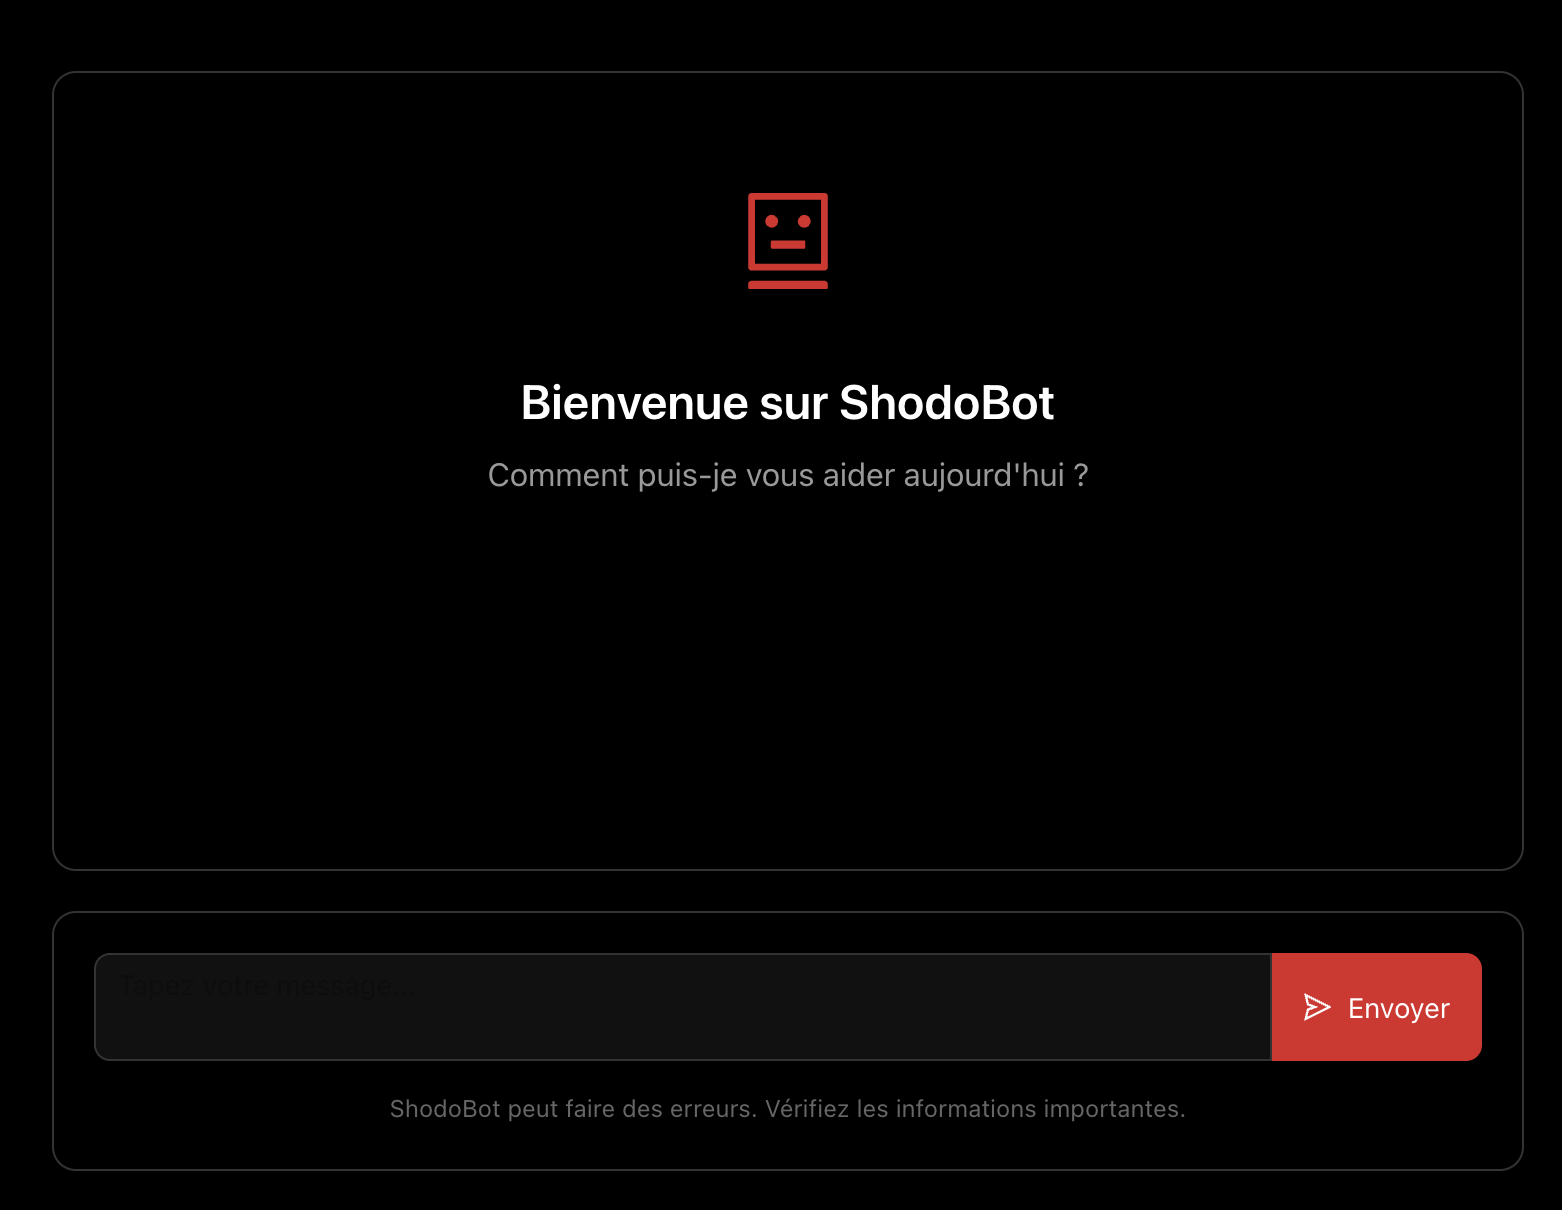 Bienvenue sur ShodoBot
Comment puis-je vous aider aujourd'hui ?
Tapez votre message...
Envoyer
ShodoBot peut faire des erreurs. Vérifiez les informations importantes.